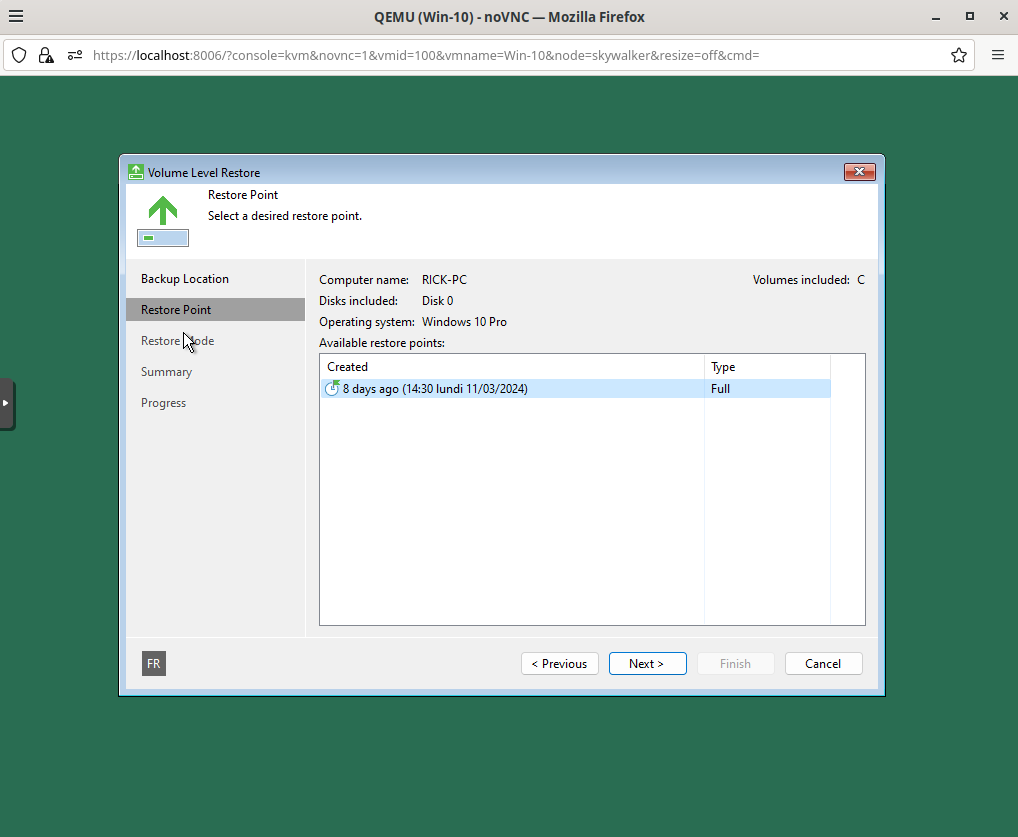 QEMU (Win-10) - noVNC — Mozilla Firefox
https://localhost:8006/?console=kvm&novnc=1&vmid=100&vmname=Win-10&node=skywalker&resize=off&cmd=
Volume Level Restore
Restore Point
Select a desired restore point.
Backup Location
Restore Point
Restore Mode
Summary
Progress
Computer name: RICK-PC Volumes included: C
Disks included: Disk 0
Operating system: Windows 10 Pro
Available restore points:
Created Type
8 days ago (14:30 lundi 11/03/2024) Full
FR < Previous Next > Finish Cancel